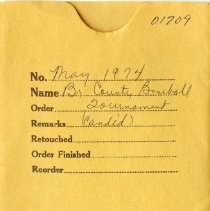 01709
No. May 1974
Name Br. County Baseball
Order Tournament
Remarks (Candid)
Retouched
Order Finished
Reorder